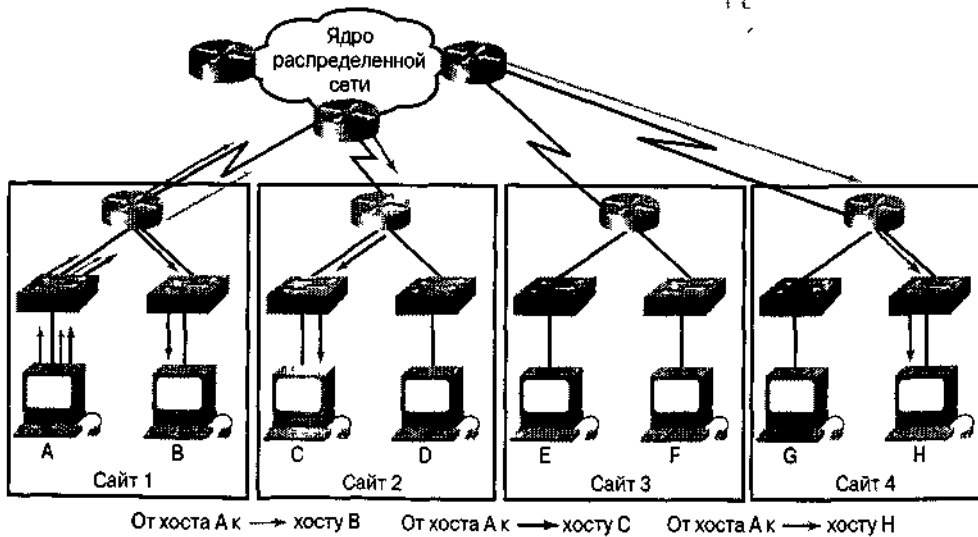 Ядро
распределенной
сети
A
B
C
D
E
F
G
H
Сайт 1
Сайт 2
Сайт 3
Сайт 4
От хоста A к → хосту B От хоста A к → хосту C От хоста A к → хосту H